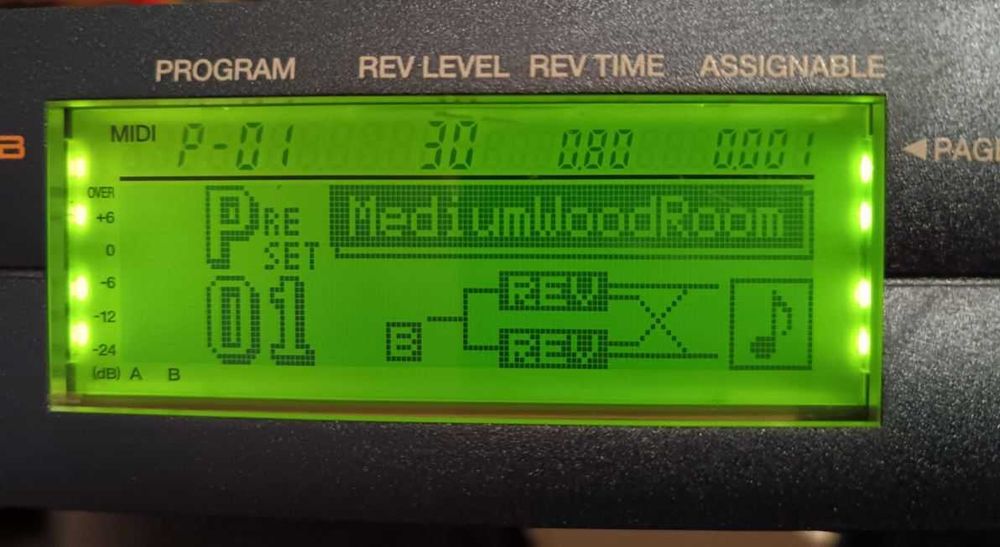 PROGRAM REV LEVEL REV TIME ASSIGNABLE
MIDI P-01 30 0.80 0.001
B ◀PAG
OVER
+6
0
-6
-12
-24
(dB) A B
PRESET
01
MediumWoodRoom
REV
B
REV